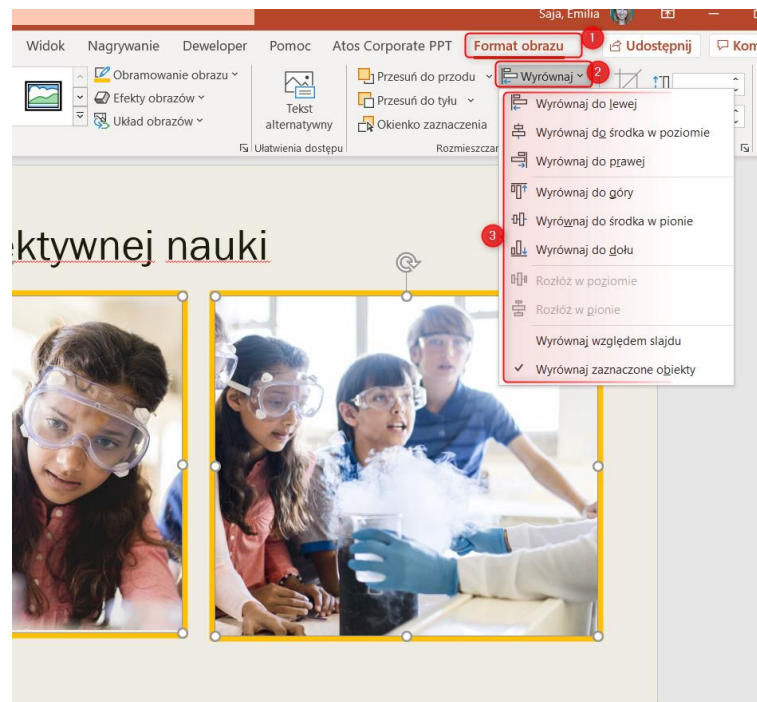 Saja, Emilia
Widok Nagrywanie Deweloper Pomoc Atos Corporate PPT Format obrazu 1 Udostępnij Kom
Obramowanie obrazu
Efekty obrazów
Układ obrazów
Tekst
alternatywny
Ułatwienia dostępu
Przesuń do przodu
Przesuń do tyłu
Okienko zaznaczenia
Rozmieszczan
Wyrównaj 2
Wyrównaj do lewej
Wyrównaj do środka w poziomie
Wyrównaj do prawej
Wyrównaj do góry
Wyrównaj do środka w pionie
3
Wyrównaj do dołu
Rozłóż w poziomie
Rozłóż w pionie
Wyrównaj względem slajdu
Wyrównaj zaznaczone obiekty
ektywnej nauki